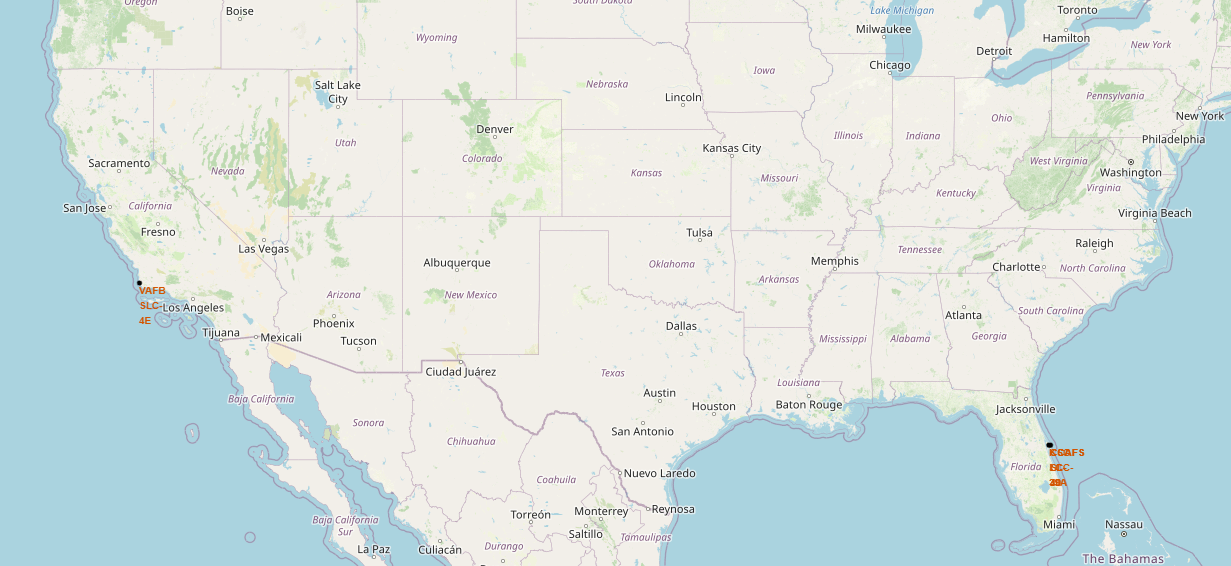 Oregon
Boise
South Dakota
Lake Michigan
Toronto
Milwaukee
Hamilton
Wyoming
Detroit
New York
Chicago
Iowa
Nebraska
Salt Lake
City
Lincoln
Pennsylvania
New York
Ohio
Denver
Utah
Illinois
Indiana
Philadelphia
Kansas City
Colorado
Sacramento
West Virginia
Washington
Nevada
Kansas
Missouri
Virginia
Kentucky
San Jose
California
Virginia Beach
Fresno
Tulsa
Las Vegas
Raleigh
Tennessee
Albuquerque
Oklahoma
Memphis
Charlotte
North Carolina
Arkansas
VAFB
SLC-
4E
Arizona
New Mexico
Los Angeles
South Carolina
Atlanta
Phoenix
Dallas
Tijuana
Mexicali
Tucson
Mississippi
Alabama
Georgia
Ciudad Juárez
Texas
Louisiana
Austin
Baja California
Houston
Baton Rouge
Jacksonville
Sonora
San Antonio
Chihuahua
Florida
Coahuila
Nuevo Laredo
Torreón
Monterrey
Reynosa
Baja California
Sur
Saltillo
Tamaulipas
Miami
Nassau
La Paz
Culiacán
Durango
The Bahamas